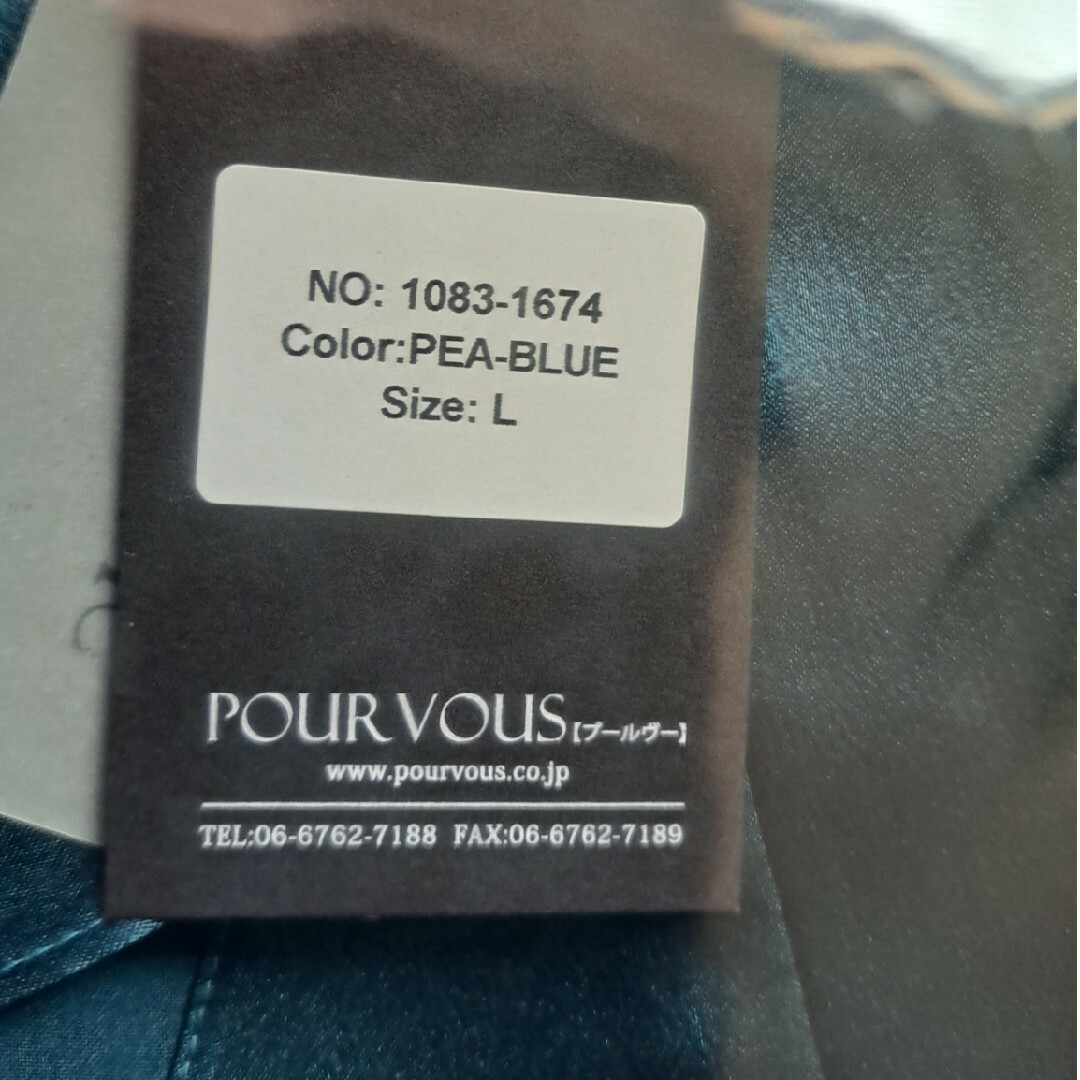 NO: 1083-1674
Color:PEA-BLUE
Size: L
POUR VOUS【プールヴー】
www.pourvous.co.jp
TEL:06-6762-7188 FAX:06-6762-7189